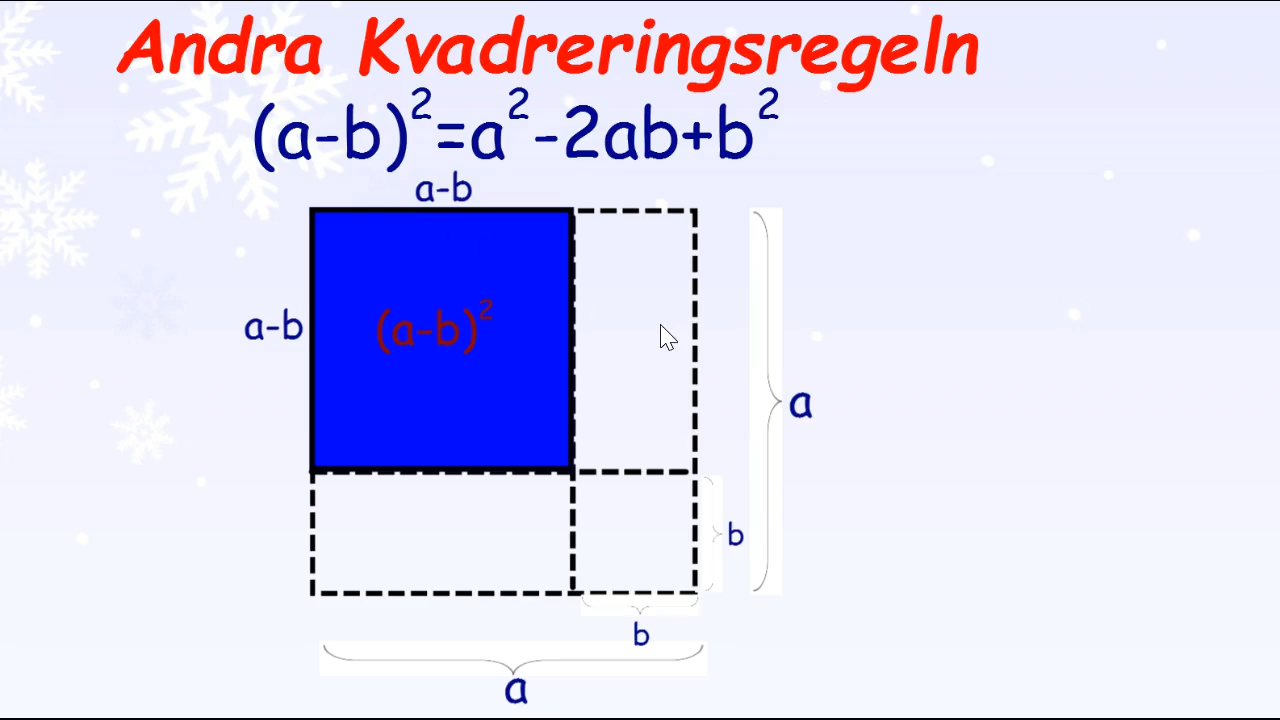 Andra Kvadreringsregeln
(a-b)²=a²-2ab+b²
a-b
a-b
(a-b)²
a
b
b
a